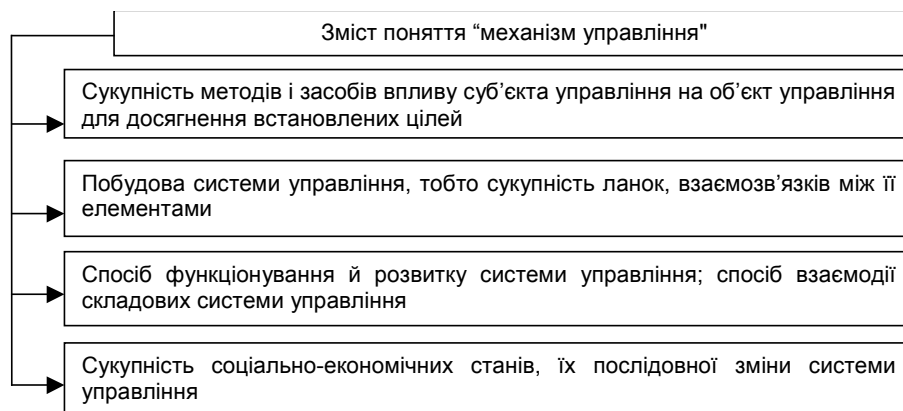 Зміст поняття “механізм управління"
Сукупність методів і засобів впливу суб’єкта управління на об’єкт управління
для досягнення встановлених цілей
Побудова системи управління, тобто сукупність ланок, взаємозв’язків між її
елементами
Спосіб функціонування й розвитку системи управління; спосіб взаємодії
складових системи управління
Сукупність соціально-економічних станів, їх послідовної зміни системи
управління